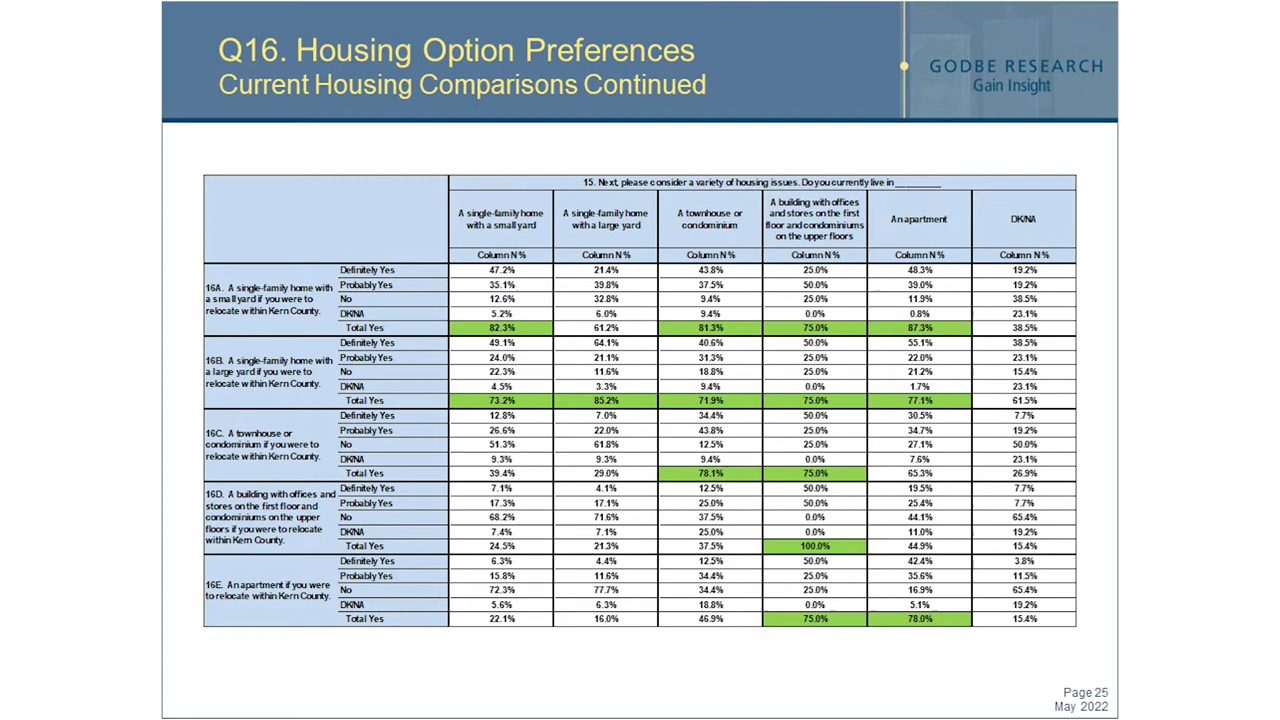 Q16. Housing Option Preferences
Current Housing Comparisons Continued
GODBE RESEARCH
Gain Insight
15. Next, please consider a variety of housing issues. Do you currently live in ________
A single-family home with a small yard
A single-family home with a large yard
A townhouse or condominium
A building with offices and stores on the first floor and condominiums on the upper floors
An apartment
DK/NA
Column N % Column N % Column N % Column N % Column N % Column N %
16A. A single-family home with a small yard if you were to relocate within Kern County.
Definitely Yes 47.2% 21.4% 43.8% 25.0% 48.3% 19.2%
Probably Yes 35.1% 39.8% 37.5% 50.0% 39.0% 19.2%
No 12.6% 32.8% 9.4% 25.0% 11.9% 38.5%
DK/NA 5.2% 6.0% 9.4% 0.0% 0.8% 23.1%
Total Yes 82.3% 61.2% 81.3% 75.0% 87.3% 38.5%
16B. A single-family home with a large yard if you were to relocate within Kern County.
Definitely Yes 49.1% 64.1% 40.6% 50.0% 55.1% 38.5%
Probably Yes 24.0% 21.1% 31.3% 25.0% 22.0% 23.1%
No 22.3% 11.6% 18.8% 25.0% 21.2% 15.4%
DK/NA 4.5% 3.3% 9.4% 0.0% 1.7% 23.1%
Total Yes 73.2% 85.2% 71.9% 75.0% 77.1% 61.5%
16C. A townhouse or condominium if you were to relocate within Kern County.
Definitely Yes 12.8% 7.0% 34.4% 50.0% 30.5% 7.7%
Probably Yes 26.6% 22.0% 43.8% 25.0% 34.7% 19.2%
No 51.3% 61.8% 12.5% 25.0% 27.1% 50.0%
DK/NA 9.3% 9.3% 9.4% 0.0% 7.6% 23.1%
Total Yes 39.4% 29.0% 78.1% 75.0% 65.3% 26.9%
16D. A building with offices and stores on the first floor and condominiums on the upper floors if you were to relocate within Kern County.
Definitely Yes 7.1% 4.1% 12.5% 50.0% 19.5% 7.7%
Probably Yes 17.3% 17.1% 25.0% 50.0% 25.4% 7.7%
No 68.2% 71.6% 37.5% 0.0% 44.1% 65.4%
DK/NA 7.4% 7.1% 25.0% 0.0% 11.0% 19.2%
Total Yes 24.5% 21.3% 37.5% 100.0% 44.9% 15.4%
16E. An apartment if you were to relocate within Kern County.
Definitely Yes 6.3% 4.4% 12.5% 50.0% 42.4% 3.8%
Probably Yes 15.8% 11.6% 34.4% 25.0% 35.6% 11.5%
No 72.3% 77.7% 34.4% 25.0% 16.9% 65.4%
DK/NA 5.6% 6.3% 18.8% 0.0% 5.1% 19.2%
Total Yes 22.1% 16.0% 46.9% 75.0% 78.0% 15.4%
Page 25
May 2022